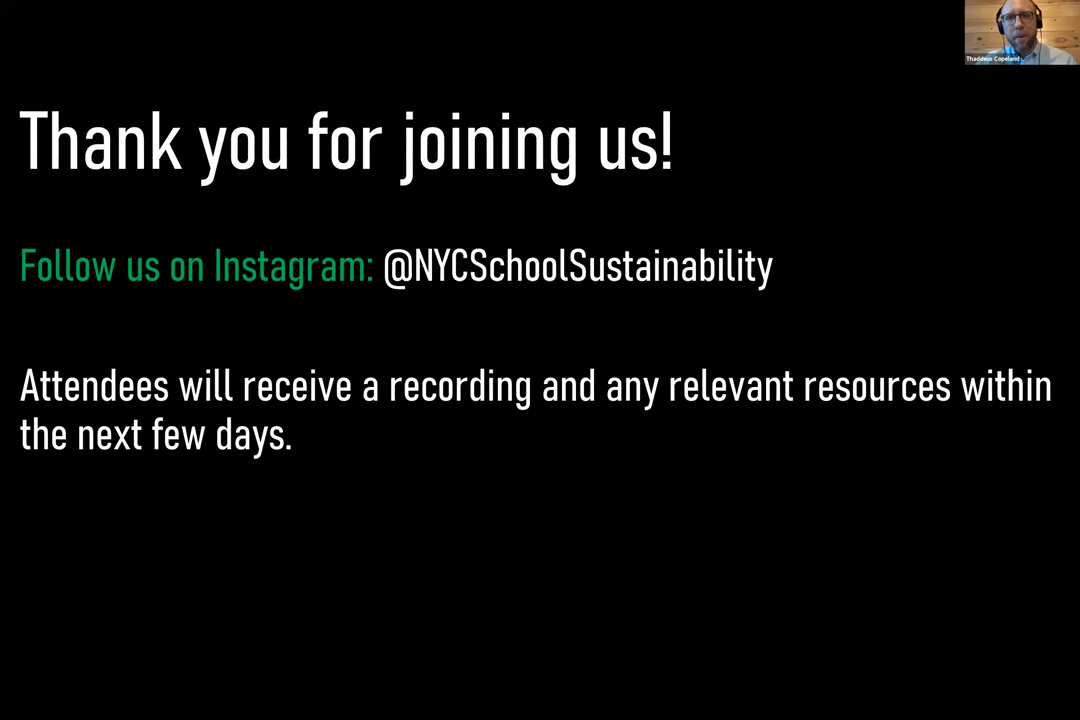 Thaddeus Copeland
Thank you for joining us!
Follow us on Instagram: @NYCSchoolSustainability
Attendees will receive a recording and any relevant resources within
the next few days.